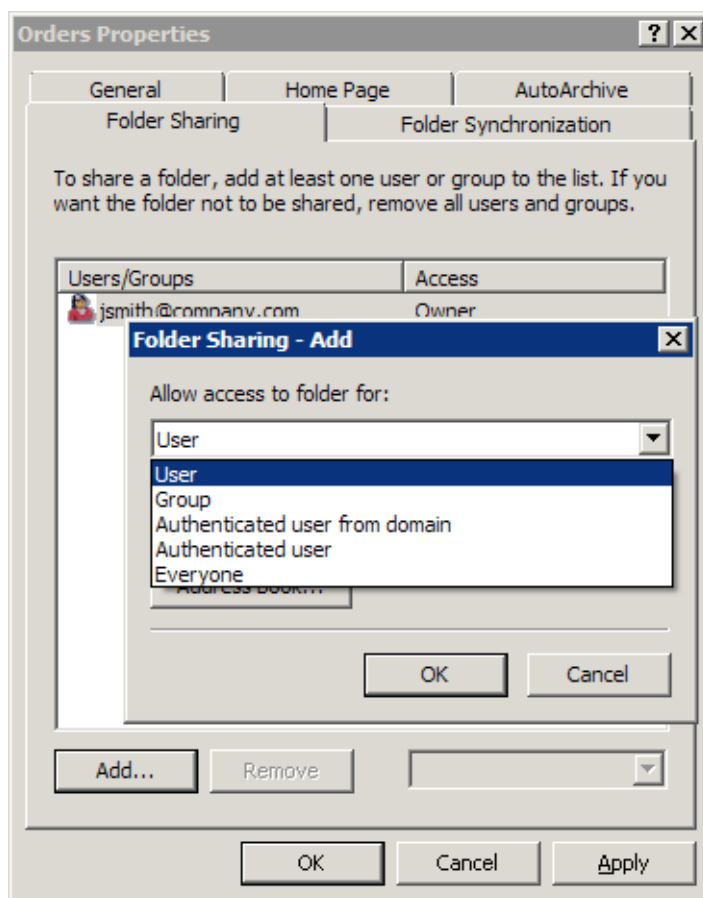 Orders Properties
General
Home Page
AutoArchive
Folder Sharing
Folder Synchronization
To share a folder, add at least one user or group to the list. If you
want the folder not to be shared, remove all users and groups.
Users/Groups
Access
jsmith@company.com
Owner
Folder Sharing - Add
Allow access to folder for:
User
User
Group
Authenticated user from domain
Authenticated user
Everyone
Address Book...
OK
Cancel
Add...
Remove
OK
Cancel
Apply